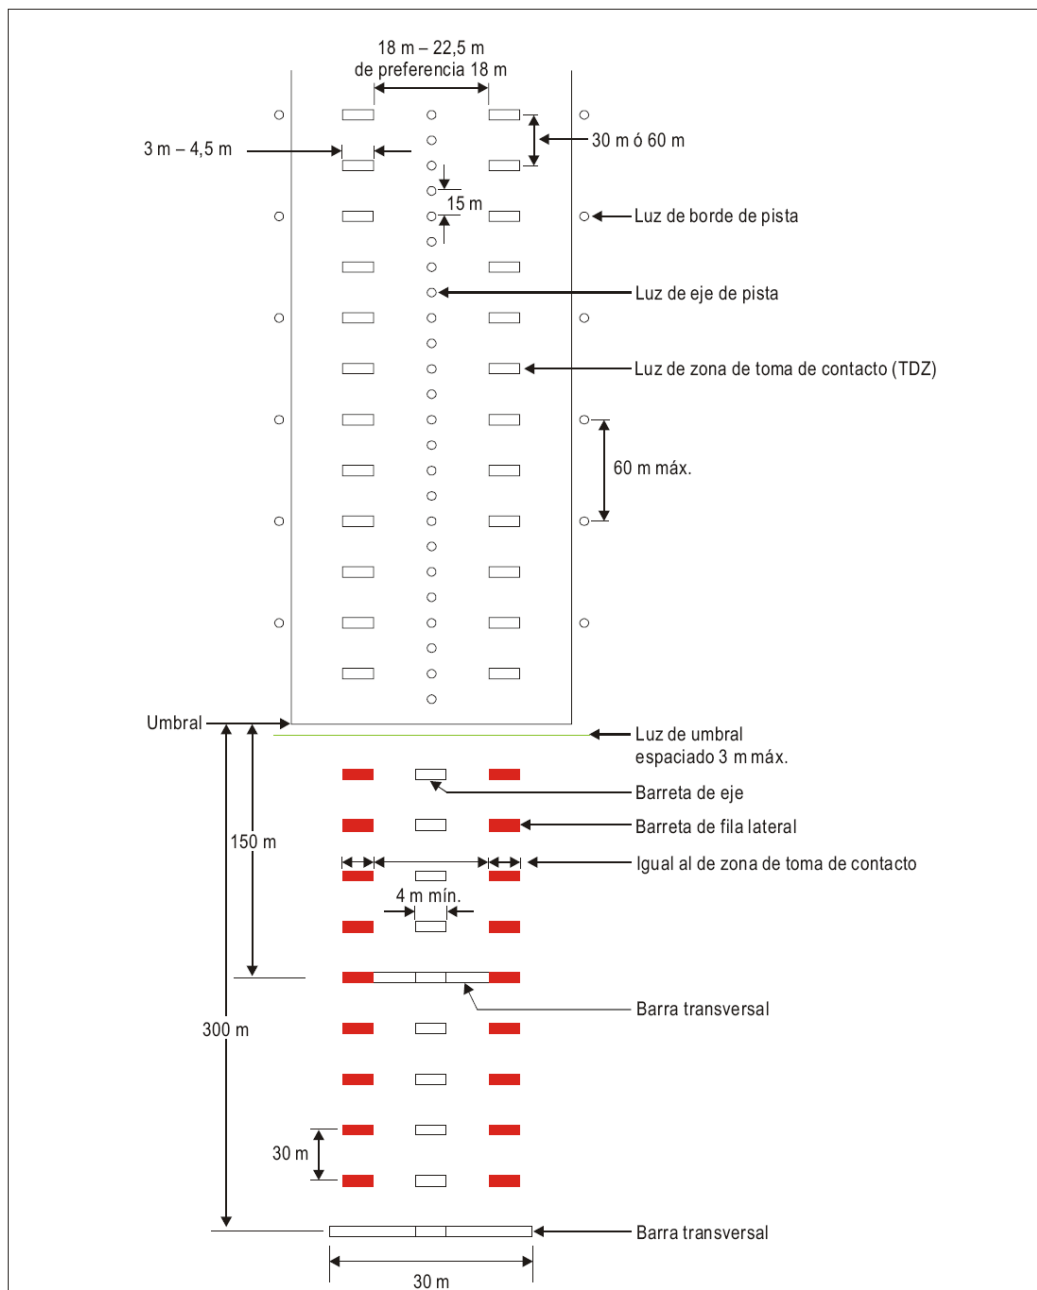 18 m – 22,5 m
de preferencia 18 m
3 m – 4,5 m
30 m ó 60 m
15 m
Luz de borde de pista
Luz de eje de pista
Luz de zona de toma de contacto (TDZ)
60 m máx.
Umbral
Luz de umbral
espaciado 3 m máx.
Barreta de eje
Barreta de fila lateral
150 m
Igual al de zona de toma de contacto
4 m mín.
Barra transversal
300 m
30 m
Barra transversal
30 m